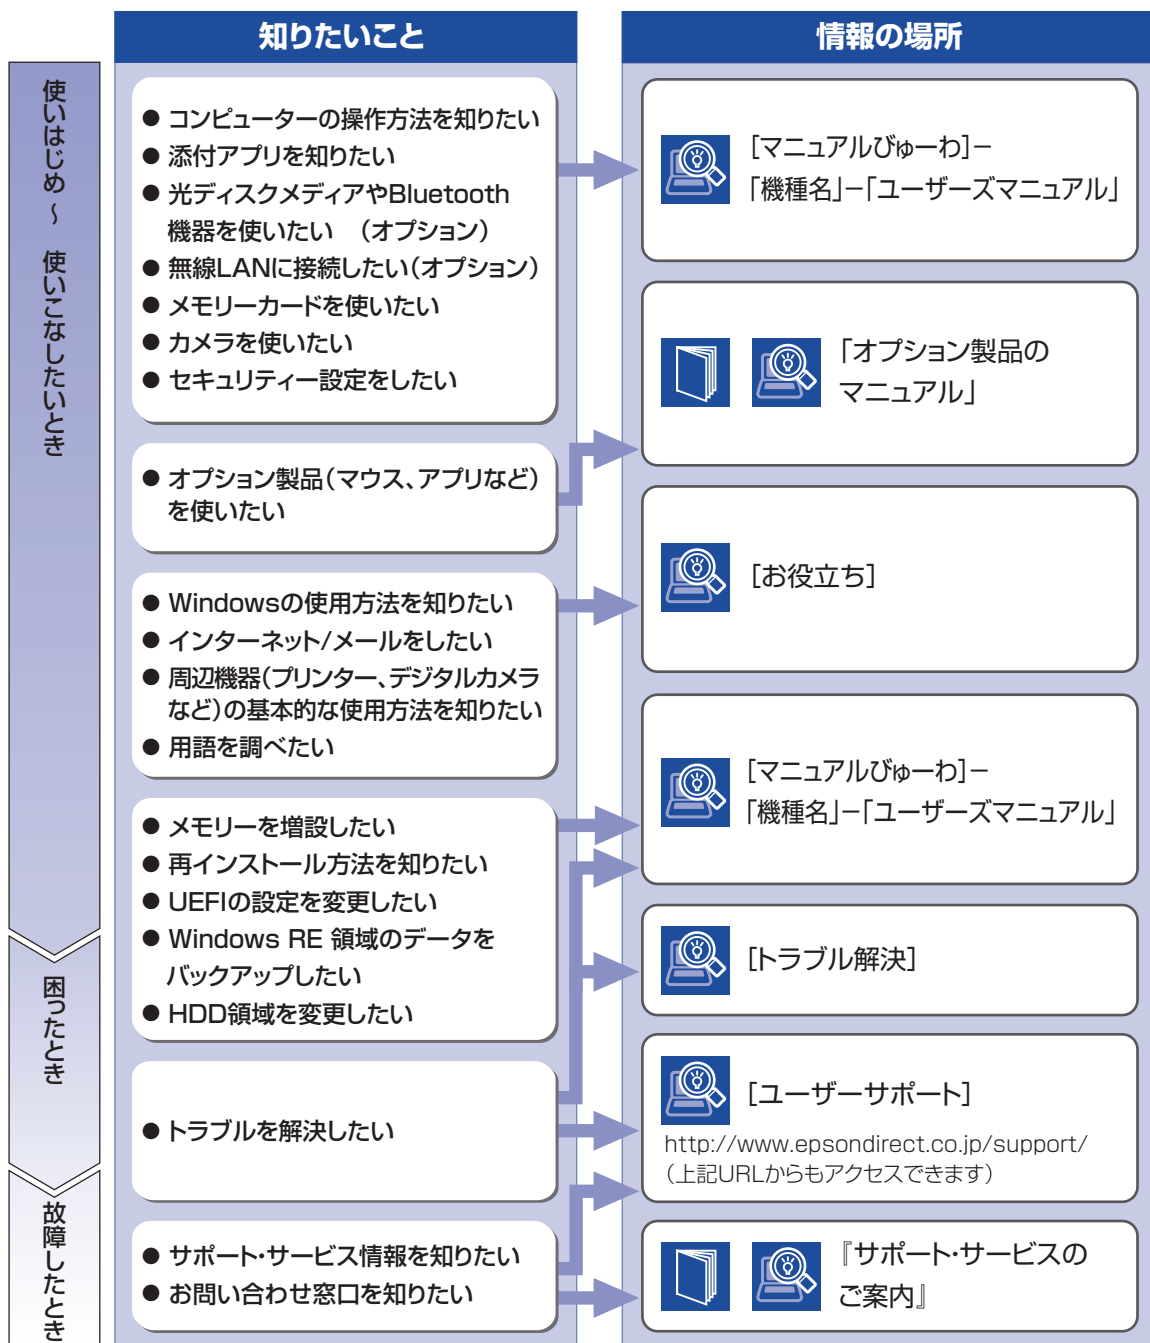 知りたいこと
情報の場所
使いはじめ ～ 使いこなしたいとき
● コンピューターの操作方法を知りたい
● 添付アプリを知りたい
● 光ディスクメディアやBluetooth
機器を使いたい （オプション）
● 無線LANに接続したい（オプション）
● メモリーカードを使いたい
● カメラを使いたい
● セキュリティー設定をしたい
● オプション製品（マウス、アプリなど）
を使いたい
● Windowsの使用方法を知りたい
● インターネット/メールをしたい
● 周辺機器（プリンター、デジタルカメラ
など）の基本的な使用方法を知りたい
● 用語を調べたい
● メモリーを増設したい
● 再インストール方法を知りたい
● UEFIの設定を変更したい
● Windows RE 領域のデータを
バックアップしたい
● HDD領域を変更したい
困ったとき
● トラブルを解決したい
故障したとき
● サポート・サービス情報を知りたい
● お問い合わせ窓口を知りたい
［マニュアルびゅーわ］－
「機種名」－「ユーザーズマニュアル」
「オプション製品の
マニュアル」
［お役立ち］
［マニュアルびゅーわ］－
「機種名」－「ユーザーズマニュアル」
［トラブル解決］
［ユーザーサポート］
http://www.epsondirect.co.jp/support/
（上記URLからもアクセスできます）
『サポート・サービスの
ご案内』